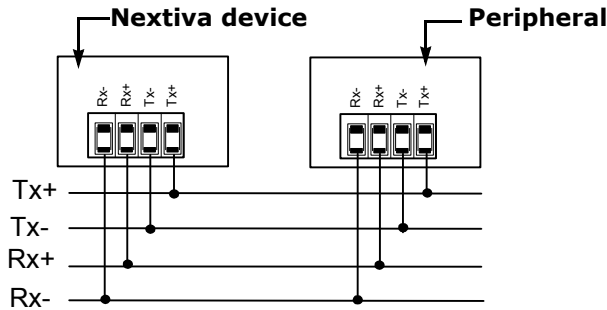 Nextiva device
Peripheral
Rx- Rx+ Tx- Tx+
Rx- Rx+ Tx- Tx+
Tx+
Tx-
Rx+
Rx-